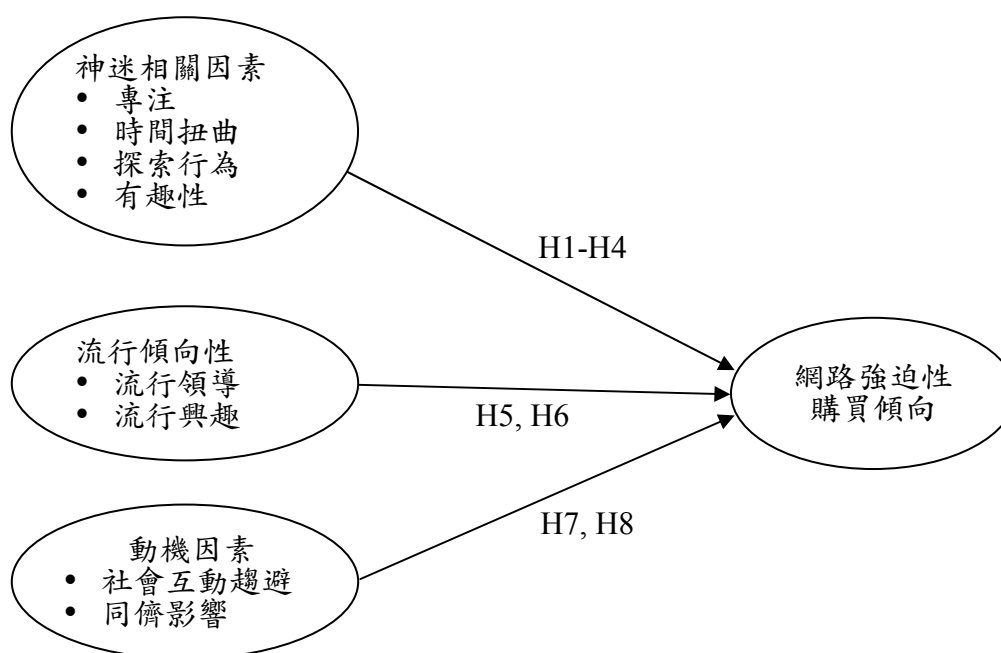 神迷相關因素
• 專注
• 時間扭曲
• 探索行為
• 有趣性
H1-H4
流行傾向性
• 流行領導
• 流行興趣
H5, H6
網路強迫性
購買傾向
H7, H8
動機因素
• 社會互動趨避
• 同儕影響